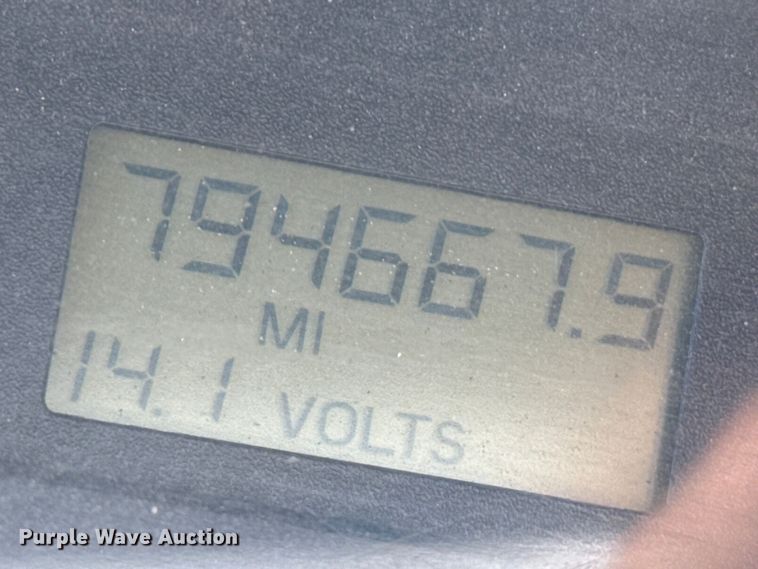 794667.9
MI
14.1 VOLTS
Purple Wave Auction